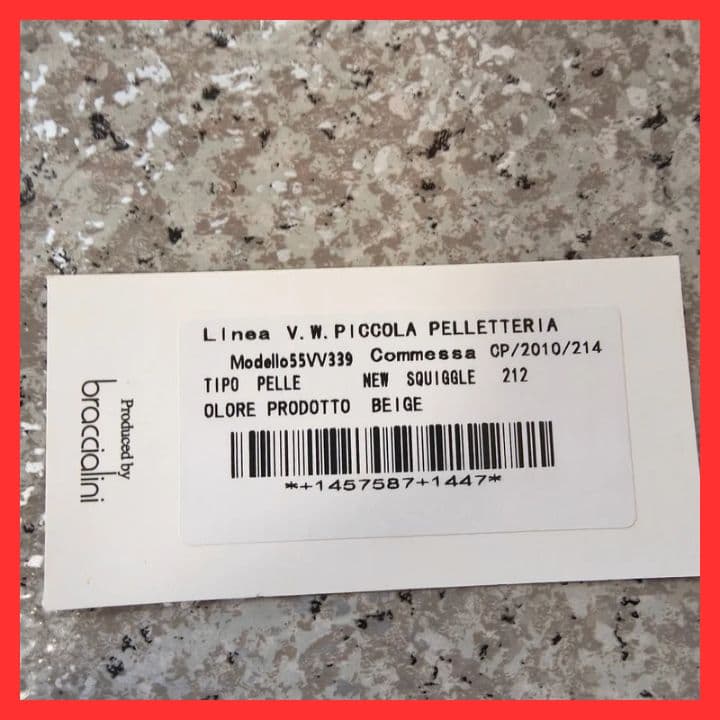 Linea V.W.PICCOLA PELLETTERIA
Modello55VV339 Commessa CP/2010/214
TIPO PELLE NEW SQUIGGLE 212
OLORE PRODOTTO BEIGE
*+1457587+1447*
Produced by
braccialini